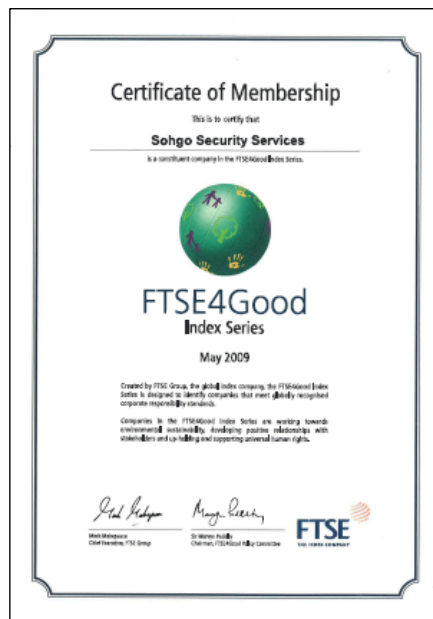 Certificate of Membership
This is to certify that
Sohgo Security Services
is a constituent company in the FTSE4Good Index Series.
FTSE4Good
Index Series
May 2009
Created by FTSE Group, the global index company, the FTSE4Good Index
Series is designed to identify companies that meet globally recognised
corporate responsibility standards.
Companies in the FTSE4Good Index Series are working towards
environmental sustainability, developing positive relationships with
stakeholders and up-holding and supporting universal human rights.
Mark Makepeace
Chief Executive, FTSE Group
Sir Mark Moody
Chairman, FTSE4Good Policy Committee
FTSE
THE INDEX COMPANY